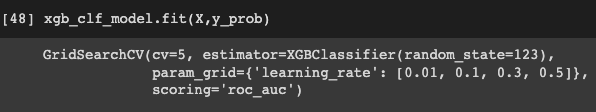 [48] xgb_clf_model.fit(X,y_prob)
GridSearchCV(cv=5, estimator=XGBClassifier(random_state=123),
param_grid={'learning_rate': [0.01, 0.1, 0.3, 0.5]},
scoring='roc_auc')